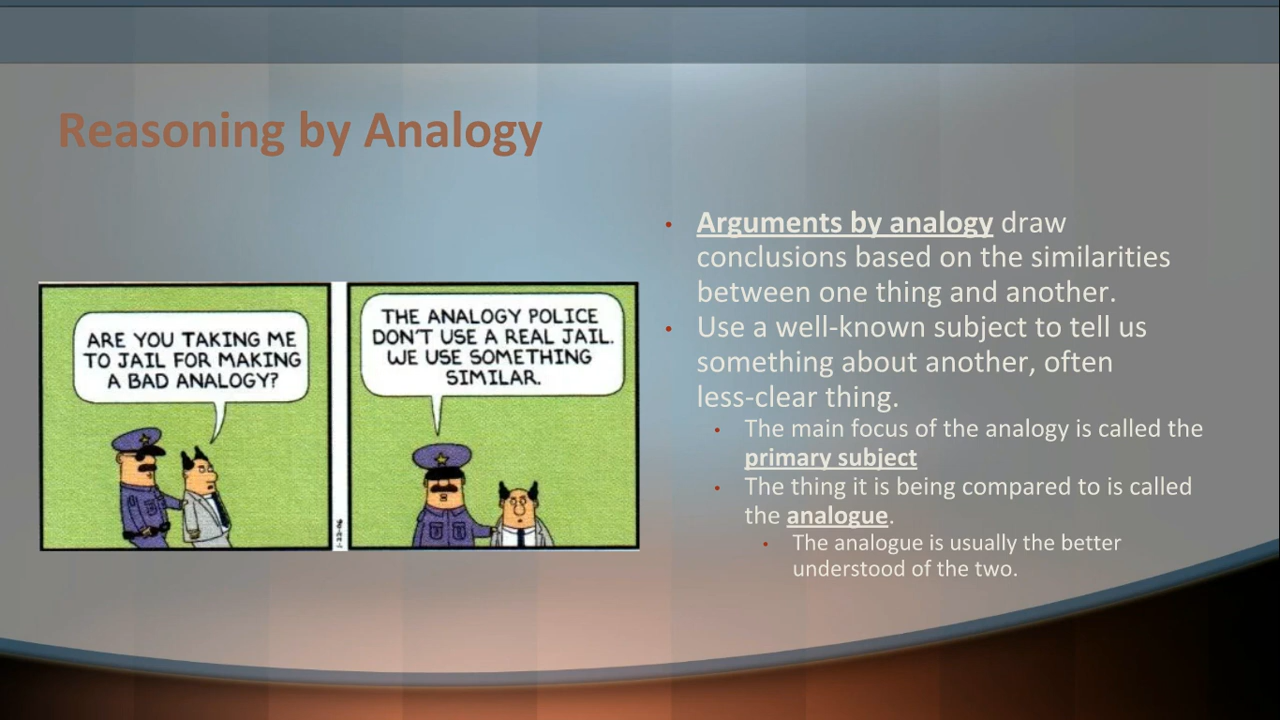 Reasoning by Analogy
ARE YOU TAKING ME
TO JAIL FOR MAKING
A BAD ANALOGY?
THE ANALOGY POLICE
DON'T USE A REAL JAIL.
WE USE SOMETHING
SIMILAR.
• Arguments by analogy draw
conclusions based on the similarities
between one thing and another.
• Use a well-known subject to tell us
something about another, often
less-clear thing.
• The main focus of the analogy is called the
primary subject
• The thing it is being compared to is called
the analogue.
• The analogue is usually the better
understood of the two.